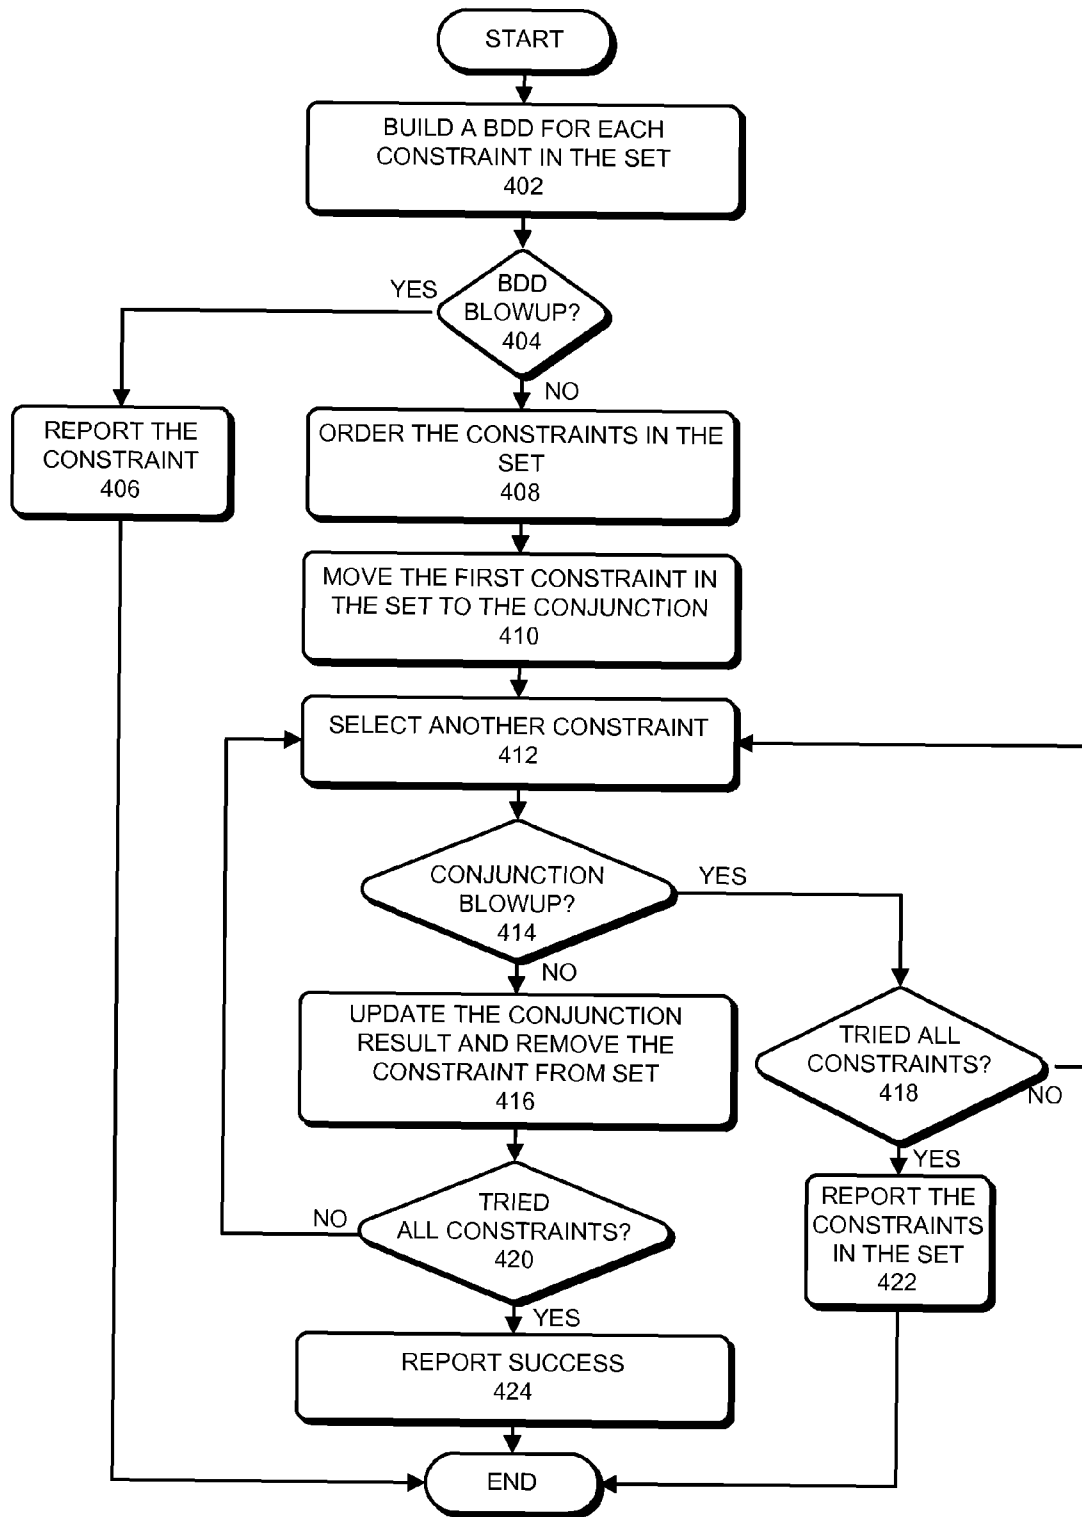 START
BUILD A BDD FOR EACH
CONSTRAINT IN THE SET
402
BDD
BLOWUP?
404
YES
NO
REPORT THE
CONSTRAINT
406
ORDER THE CONSTRAINTS IN THE
SET
408
MOVE THE FIRST CONSTRAINT IN
THE SET TO THE CONJUNCTION
410
SELECT ANOTHER CONSTRAINT
412
CONJUNCTION
BLOWUP?
414
YES
NO
UPDATE THE CONJUNCTION
RESULT AND REMOVE THE
CONSTRAINT FROM SET
416
TRIED ALL
CONSTRAINTS?
418
NO
YES
TRIED
ALL CONSTRAINTS?
420
NO
YES
REPORT THE
CONSTRAINTS
IN THE SET
422
REPORT SUCCESS
424
END